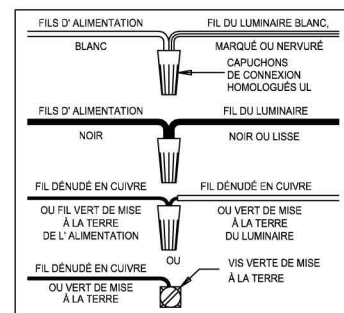 FILS D' ALIMENTATION
FIL DU LUMINAIRE BLANC,
BLANC
MARQUÉ OU NERVURÉ
CAPUCHONS
DE CONNEXION
HOMOLOGUÉS UL
FILS D' ALIMENTATION
FIL DU LUMINAIRE
NOIR
NOIR OU LISSE
FIL DÉNUDÉ EN CUIVRE
FIL DÉNUDÉ EN CUIVRE
OU FIL VERT DE MISE
À LA TERRE
DE L' ALIMENTATION
OU VERT DE MISE
À LA TERRE
DU LUMINAIRE
OU
FIL DÉNUDÉ EN CUIVRE
OU VERT DE MISE
À LA TERRE
VIS VERTE DE MISE
À LA TERRE